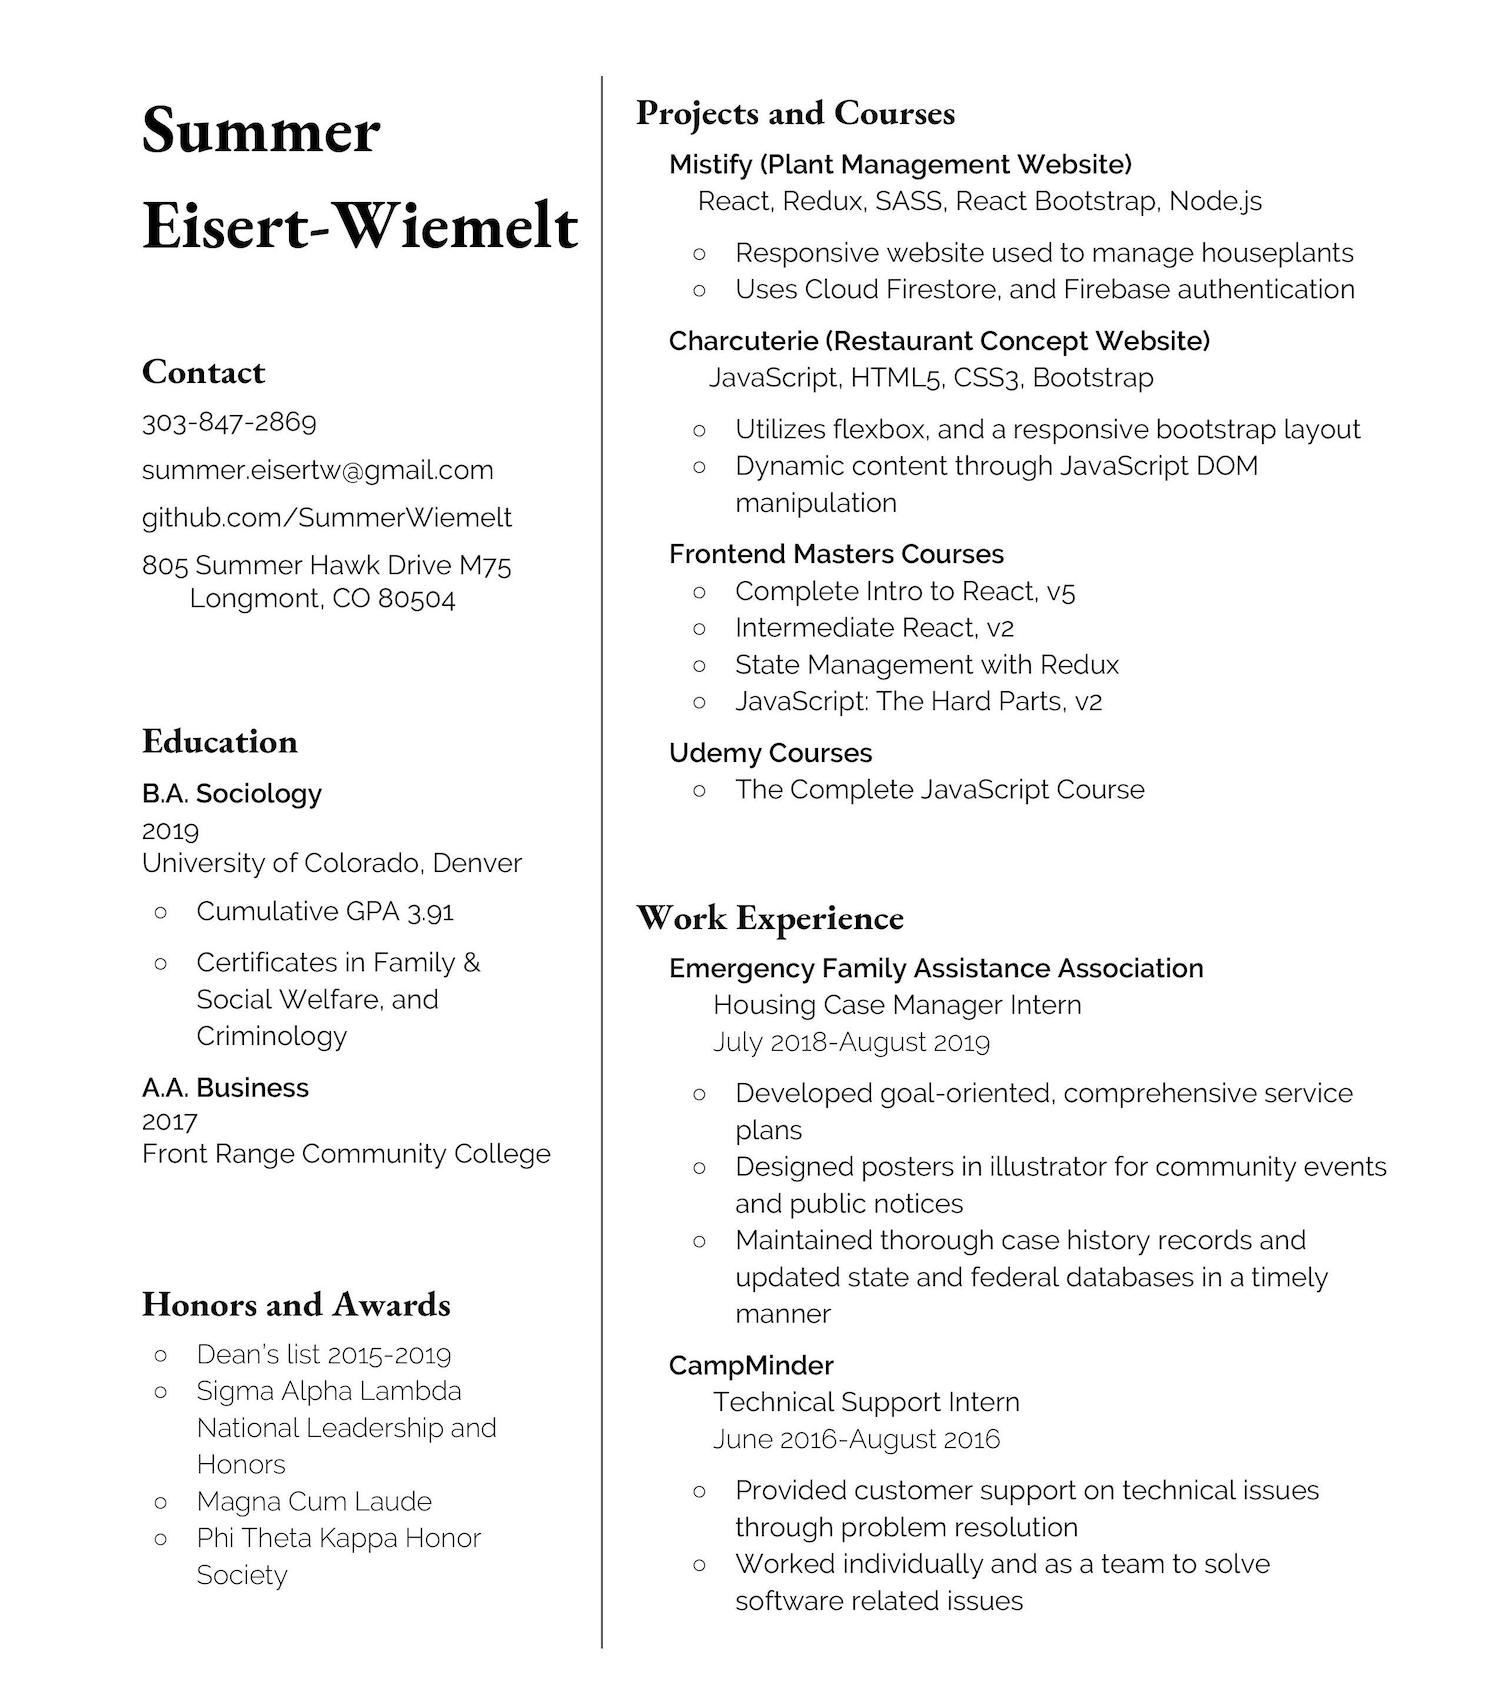 Summer
Eisert-Wiemelt
Contact
303-847-2869
summer.eisertw@gmail.com
github.com/SummerWiemelt
805 Summer Hawk Drive M75
Longmont, CO 80504
Education
B.A. Sociology
2019
University of Colorado, Denver
○ Cumulative GPA 3.91
○ Certificates in Family &
Social Welfare, and
Criminology
A.A. Business
2017
Front Range Community College
Honors and Awards
○ Dean's list 2015-2019
○ Sigma Alpha Lambda
National Leadership and
Honors
○ Magna Cum Laude
○ Phi Theta Kappa Honor
Society
Projects and Courses
Mistify (Plant Management Website)
React, Redux, SASS, React Bootstrap, Node.js
○ Responsive website used to manage houseplants
○ Uses Cloud Firestore, and Firebase authentication
Charcuterie (Restaurant Concept Website)
JavaScript, HTML5, CSS3, Bootstrap
○ Utilizes flexbox, and a responsive bootstrap layout
○ Dynamic content through JavaScript DOM
manipulation
Frontend Masters Courses
○ Complete Intro to React, v5
○ Intermediate React, v2
○ State Management with Redux
○ JavaScript: The Hard Parts, v2
Udemy Courses
○ The Complete JavaScript Course
Work Experience
Emergency Family Assistance Association
Housing Case Manager Intern
July 2018-August 2019
○ Developed goal-oriented, comprehensive service
plans
○ Designed posters in illustrator for community events
and public notices
○ Maintained thorough case history records and
updated state and federal databases in a timely
manner
CampMinder
Technical Support Intern
June 2016-August 2016
○ Provided customer support on technical issues
through problem resolution
○ Worked individually and as a team to solve
software related issues